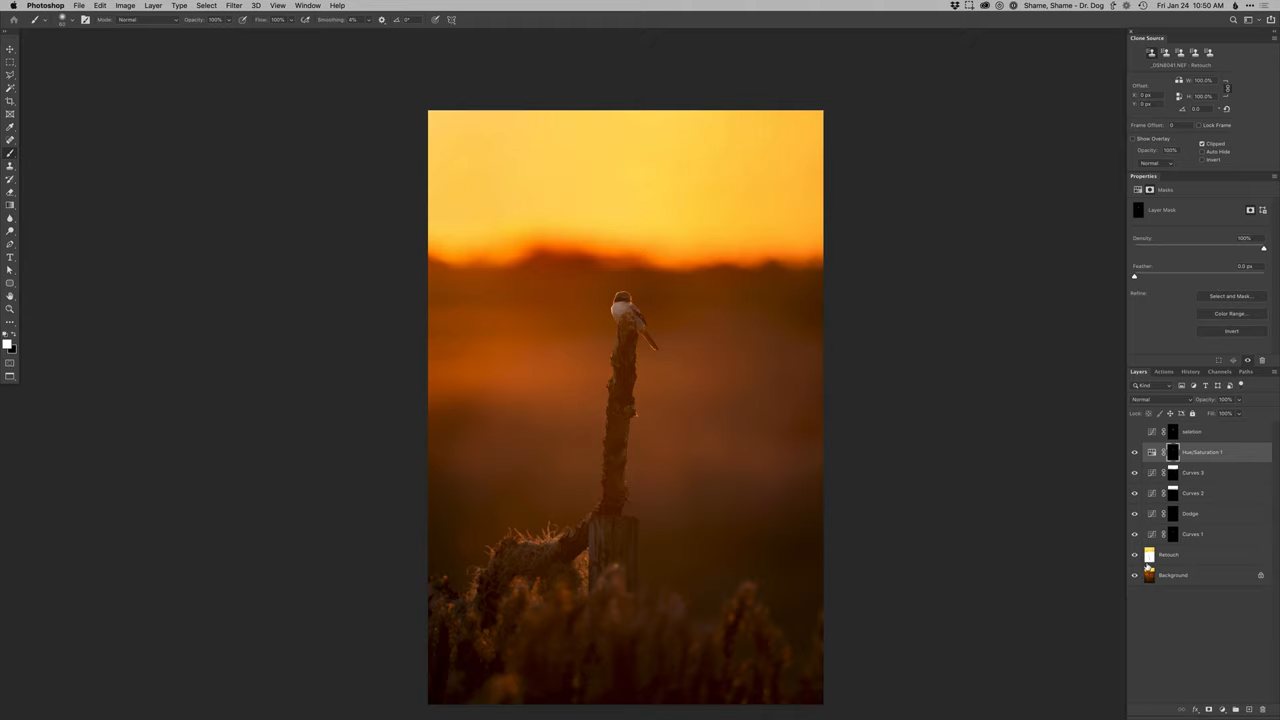 Photoshop File Edit Image Layer Type Select Filter 3D View Window Help Shame, Shame - Dr. Dog Fri Jan 24 10:50 AM
Mode: Normal Opacity: 100% Flow: 100% Smoothing: 4% 0°
Clone Source
_DSN8041.NEF : Retouch
Offset: W: 100.0%
X: 0 px H: 100.0%
Y: 0 px 0.0
Frame Offset: 0 Lock Frame
Show Overlay Clipped
Opacity: 100% Auto Hide
Normal Invert
Properties
Masks
Layer Mask
Density: 100%
Feather: 0.0 px
Refine: Select and Mask...
Color Range...
Invert
Layers Actions History Channels Paths
Kind
Normal Opacity: 100%
Lock: Fill: 100%
Hue/Saturation 1
Curves 3
Curves 2
Dodge
Curves 1
Retouch
Background